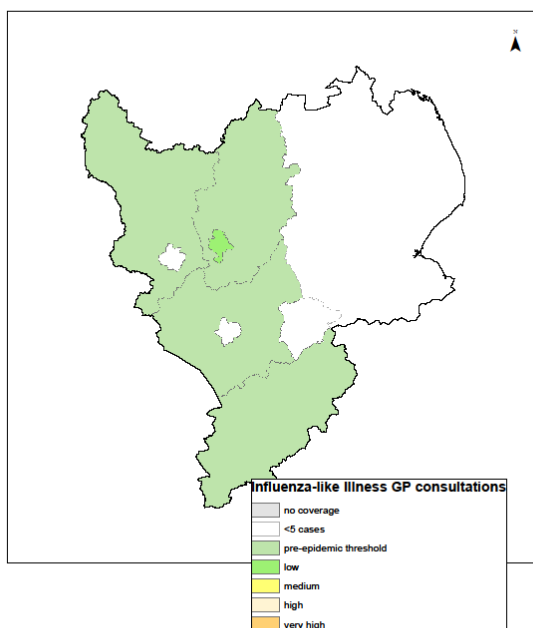 N
Influenza-like Illness GP consultations
no coverage
<5 cases
pre-epidemic threshold
low
medium
high
very high